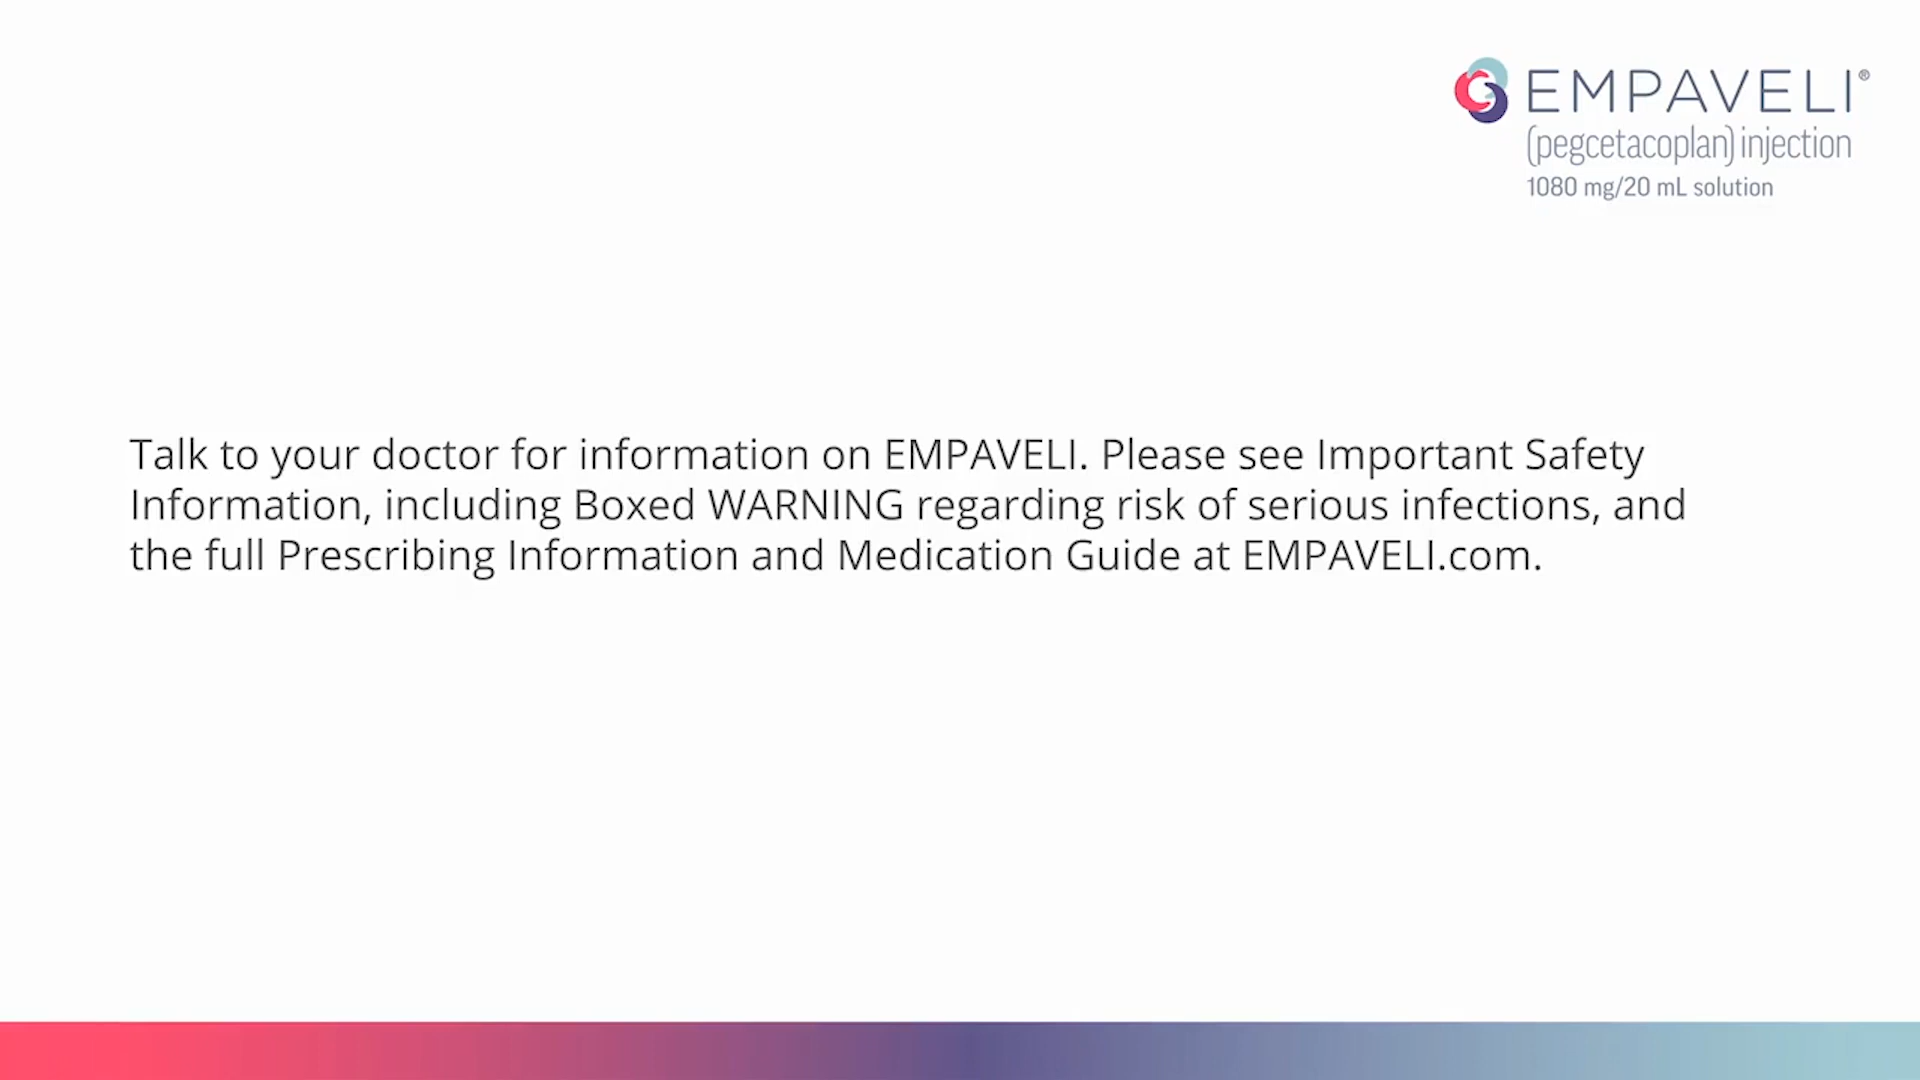 EMPAVELI®
(pegcetacoplan) injection
1080 mg/20 mL solution
Talk to your doctor for information on EMPAVELI. Please see Important Safety
Information, including Boxed WARNING regarding risk of serious infections, and
the full Prescribing Information and Medication Guide at EMPAVELI.com.